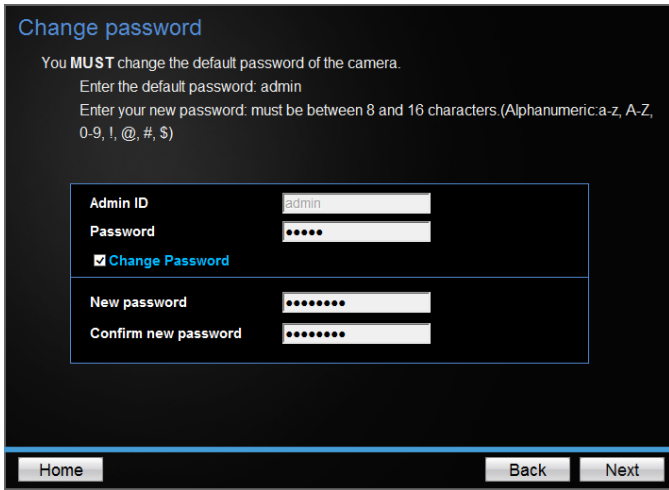 Change password
You MUST change the default password of the camera.
Enter the default password: admin
Enter your new password: must be between 8 and 16 characters.(Alphanumeric:a-z, A-Z,
0-9, !, @, #, $)
Admin ID admin
Password •••••
Change Password
New password ••••••••
Confirm new password ••••••••
Home Back Next